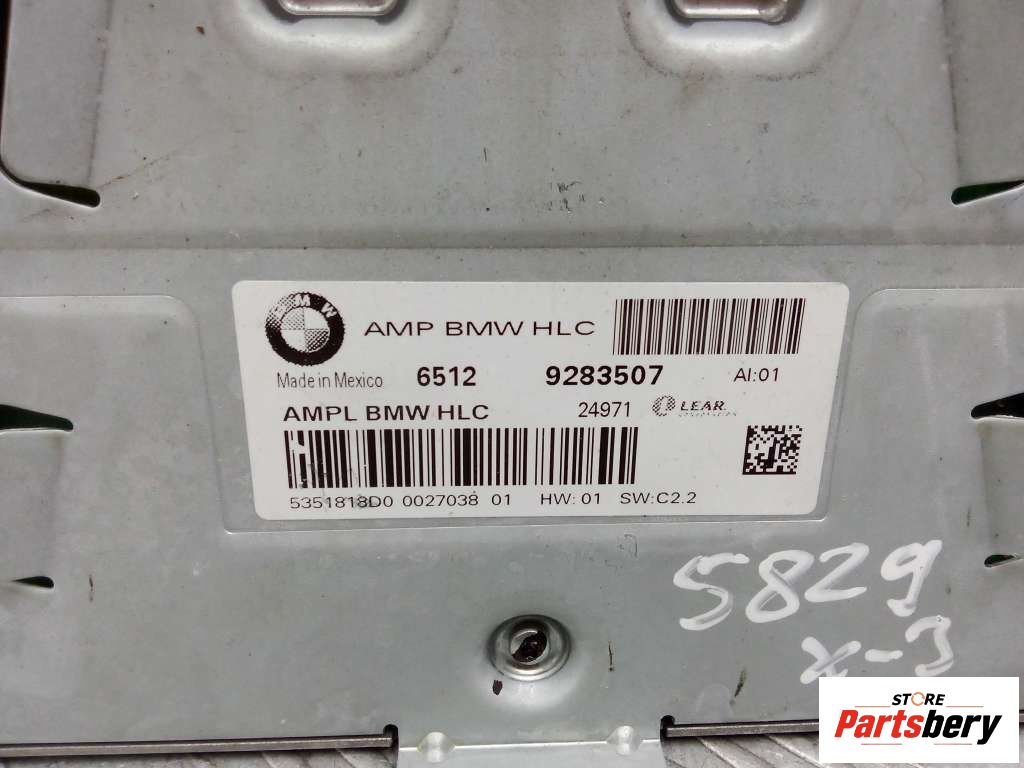 BMW
AMP BMW HLC
Made in Mexico 6512 9283507 AI:01
AMPL BMW HLC 24971 LEAR
5351818D0 0027038 01 HW: 01 SW:C2.2
5829
x-3
STORE
Partsbery